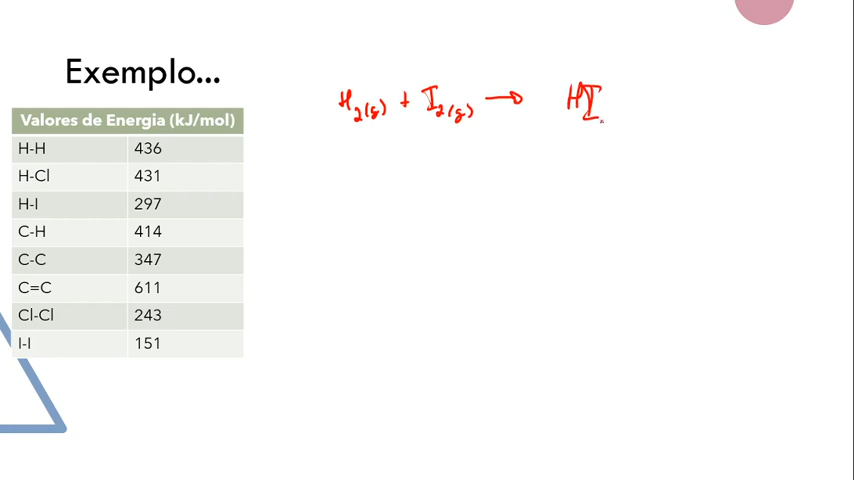 Exemplo...
H2(g) + I2(g) → HI
Valores de Energia (kJ/mol)
H-H 436
H-Cl 431
H-I 297
C-H 414
C-C 347
C=C 611
Cl-Cl 243
I-I 151